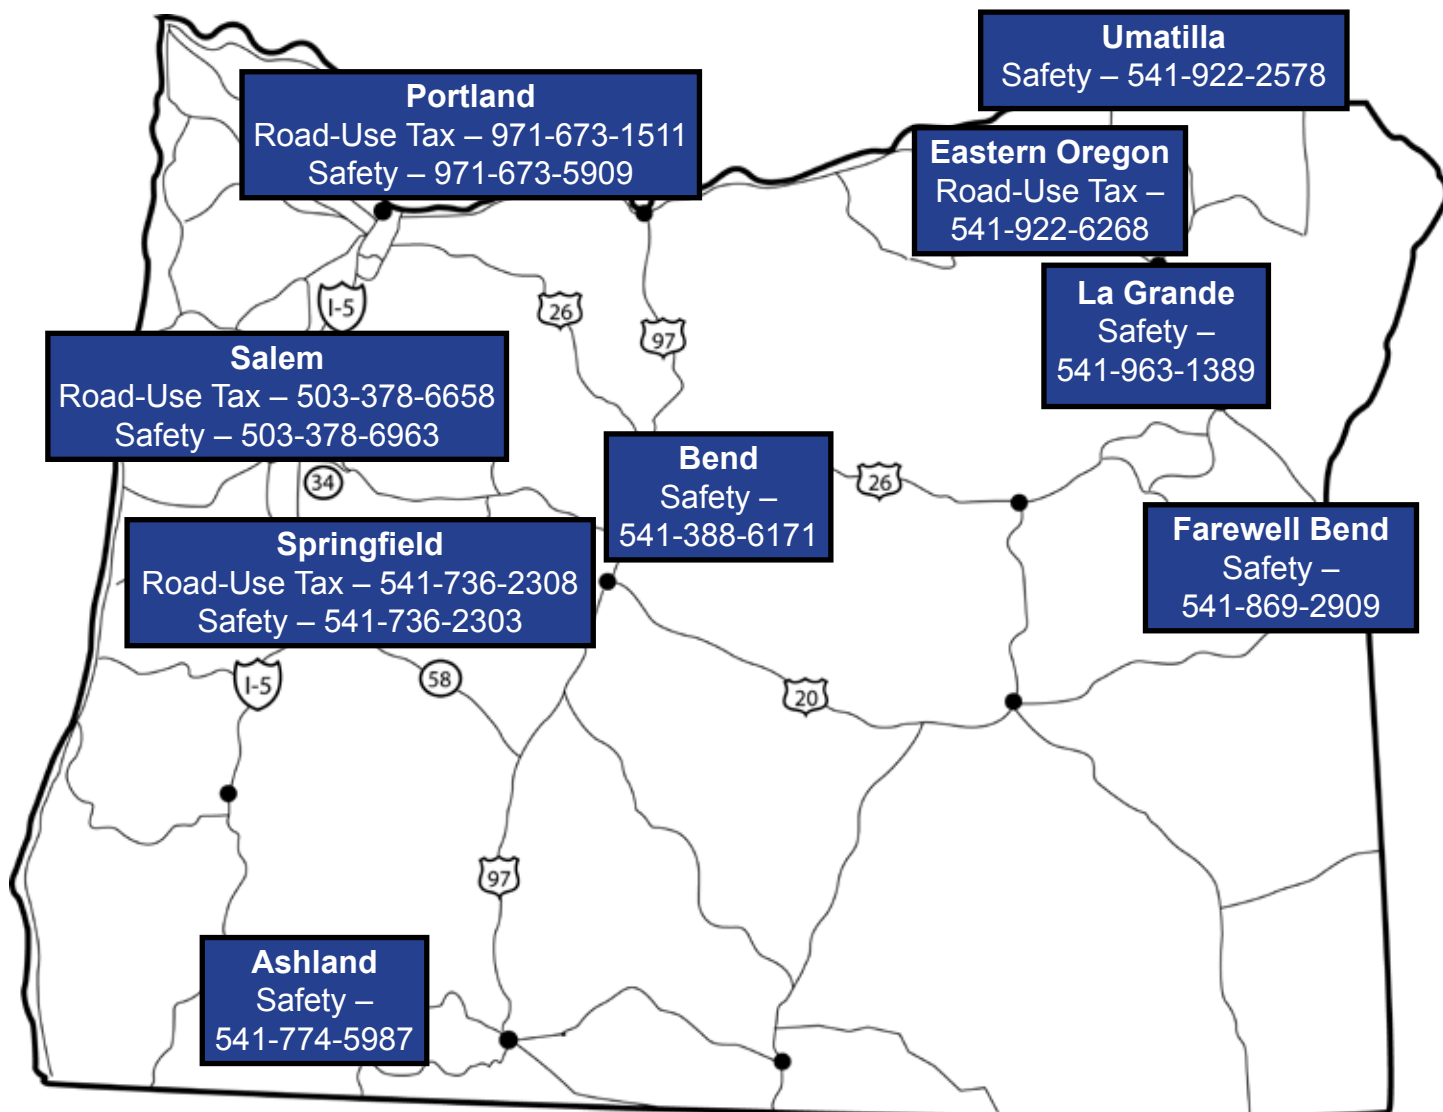 Umatilla
Safety – 541-922-2578
Portland
Road-Use Tax – 971-673-1511
Safety – 971-673-5909
Eastern Oregon
Road-Use Tax –
541-922-6268
La Grande
Safety –
541-963-1389
I-5
26
97
Salem
Road-Use Tax – 503-378-6658
Safety – 503-378-6963
Bend
Safety –
541-388-6171
34
26
Springfield
Road-Use Tax – 541-736-2308
Safety – 541-736-2303
Farewell Bend
Safety –
541-869-2909
I-5
58
20
97
Ashland
Safety –
541-774-5987